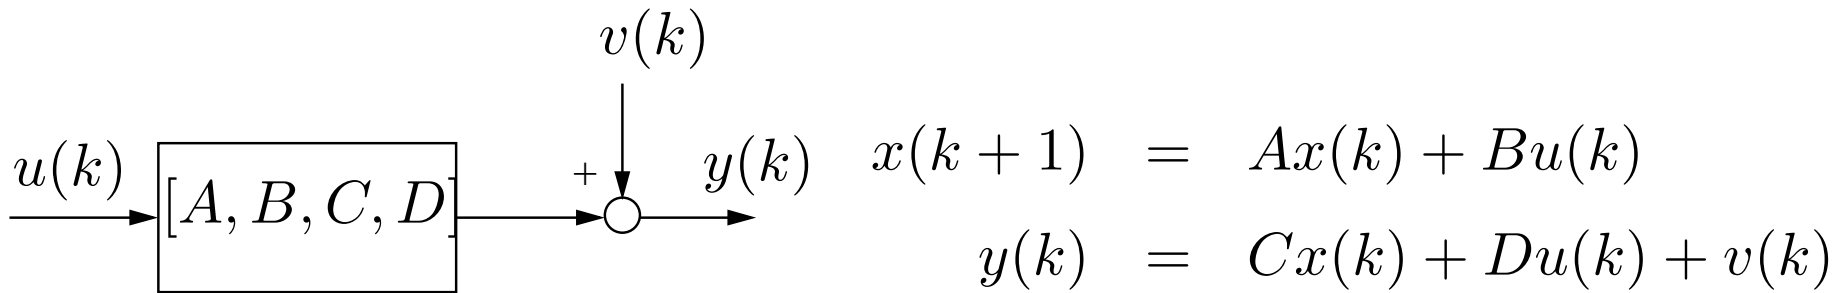 v(k)
u(k)
[A, B, C, D]
+
y(k)
x(k + 1) = Ax(k) + Bu(k)
y(k) = Cx(k) + Du(k) + v(k)